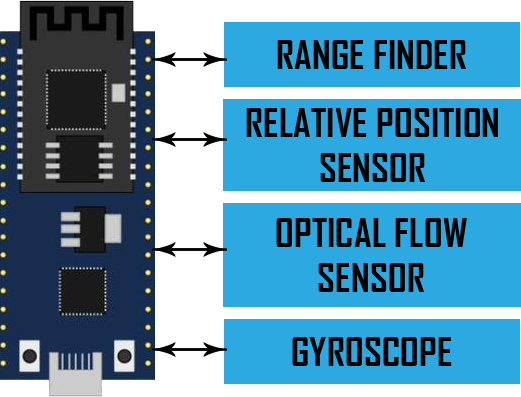 RANGE FINDER
RELATIVE POSITION
SENSOR
OPTICAL FLOW
SENSOR
GYROSCOPE